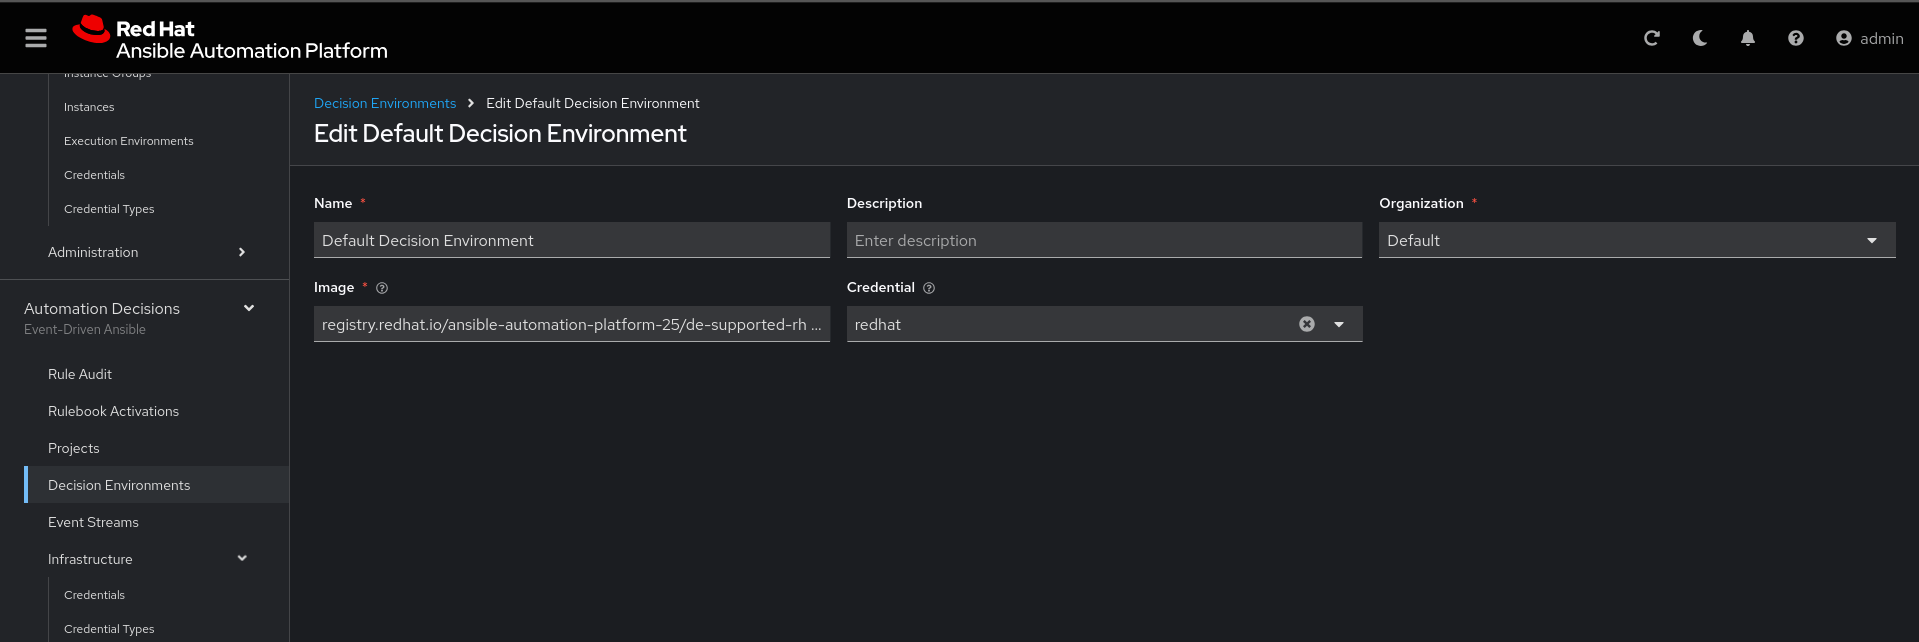 Red Hat
Ansible Automation Platform
admin
Instance Groups
Instances
Execution Environments
Credentials
Credential Types
Administration
Automation Decisions
Event-Driven Ansible
Rule Audit
Rulebook Activations
Projects
Decision Environments
Event Streams
Infrastructure
Credentials
Credential Types
Decision Environments > Edit Default Decision Environment
Edit Default Decision Environment
Name *
Default Decision Environment
Description
Enter description
Organization *
Default
Image *
registry.redhat.io/ansible-automation-platform-25/de-supported-rh ...
Credential
redhat